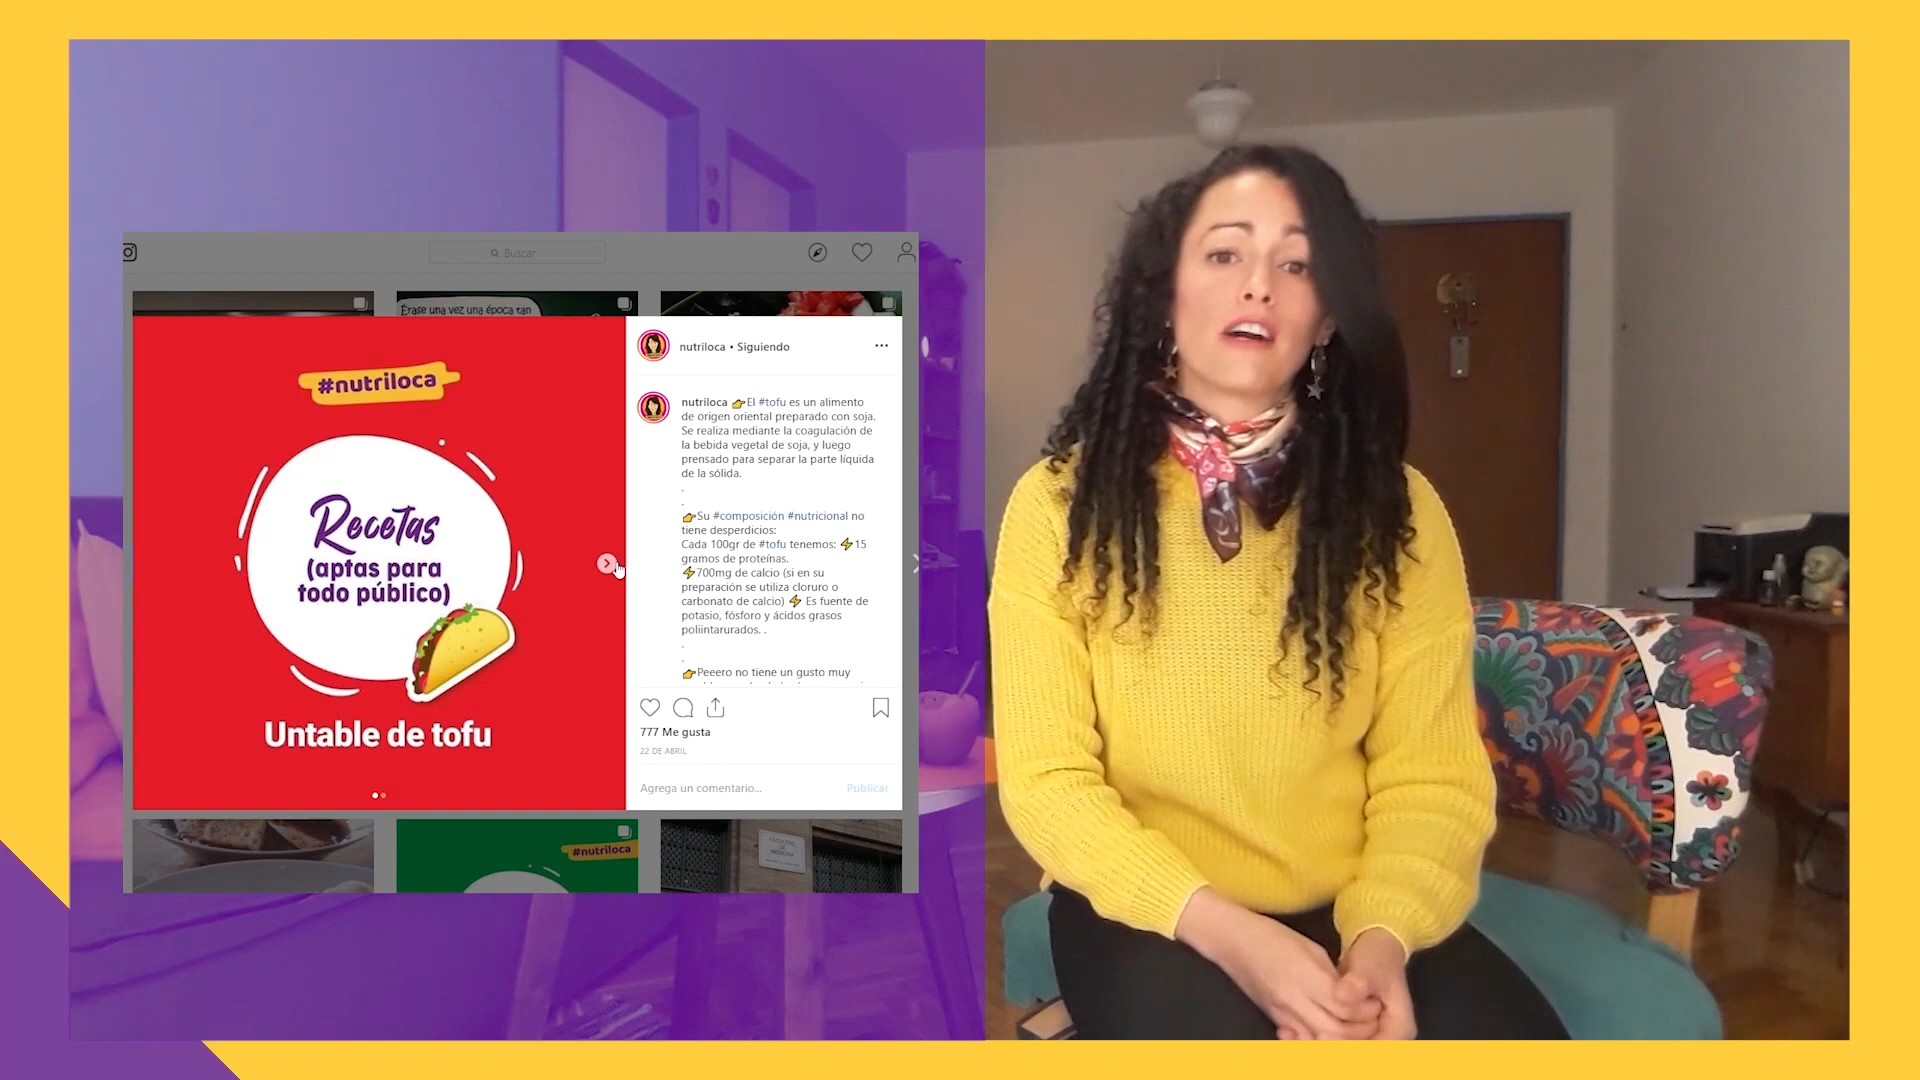 Buscar
Érase una vez una época tan
#nutriloca
Recetas
(aptas para
todo público)
Untable de tofu
nutriloca • Siguiendo
nutriloca 👉El #tofu es un alimento
de origen oriental preparado con soja.
Se realiza mediante la coagulación de
la bebida vegetal de soja, y luego
prensado para separar la parte líquida
de la sólida.
.
.
👉Su #composición #nutricional no
tiene desperdicios:
Cada 100gr de #tofu tenemos: ⚡15
gramos de proteínas.
⚡700mg de calcio (si en su
preparación se utiliza cloruro o
carbonato de calcio) ⚡ Es fuente de
potasio, fósforo y ácidos grasos
poliintarurados. .
.
.
👉Peeero no tiene un gusto muy
777 Me gusta
22 DE ABRIL
Agrega un comentario...
Publicar
#nutriloca
FACULTAD
DE
MEDICINA